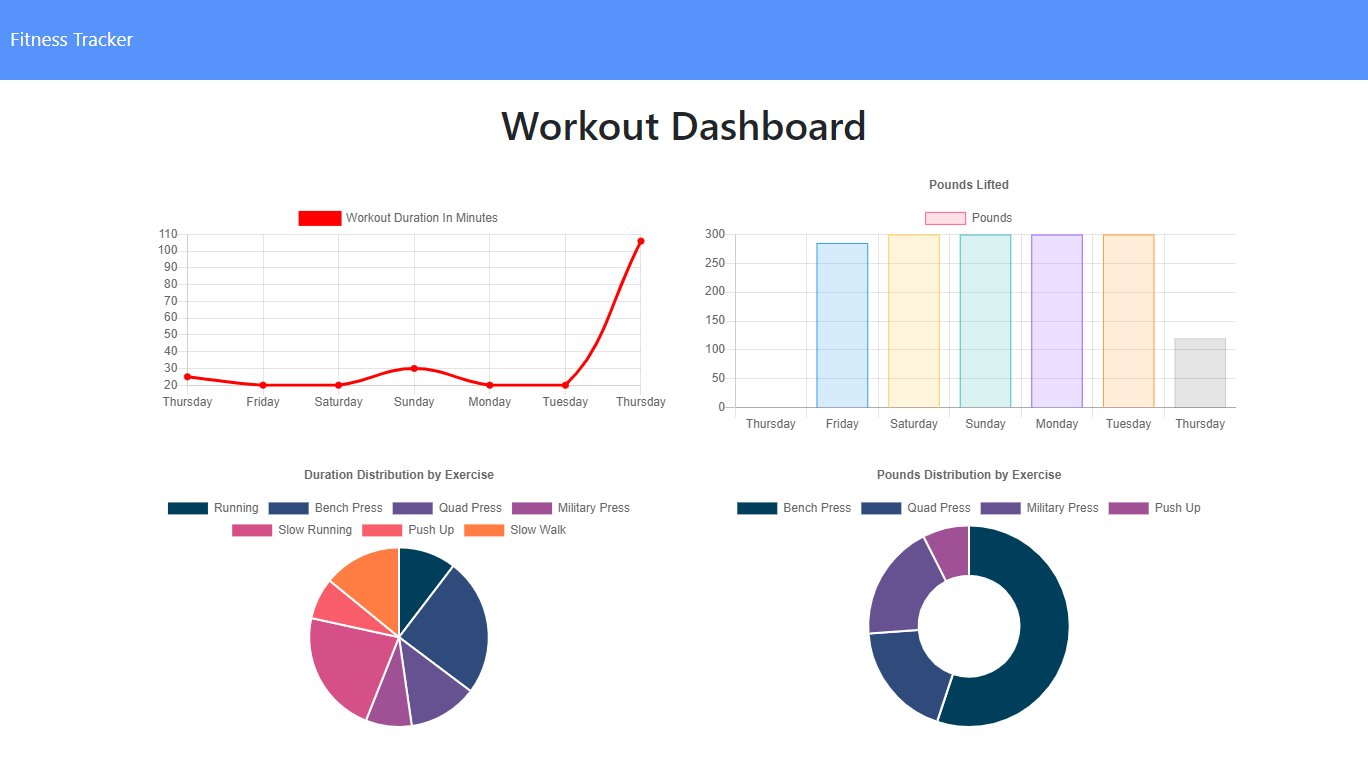 Fitness Tracker
Workout Dashboard
Workout Duration In Minutes
110
100
90
80
70
60
50
40
30
20
Thursday Friday Saturday Sunday Monday Tuesday Thursday
Pounds Lifted
Pounds
300
250
200
150
100
50
0
Thursday Friday Saturday Sunday Monday Tuesday Thursday
Duration Distribution by Exercise
Running Bench Press Quad Press Military Press
Slow Running Push Up Slow Walk
Pounds Distribution by Exercise
Bench Press Quad Press Military Press Push Up